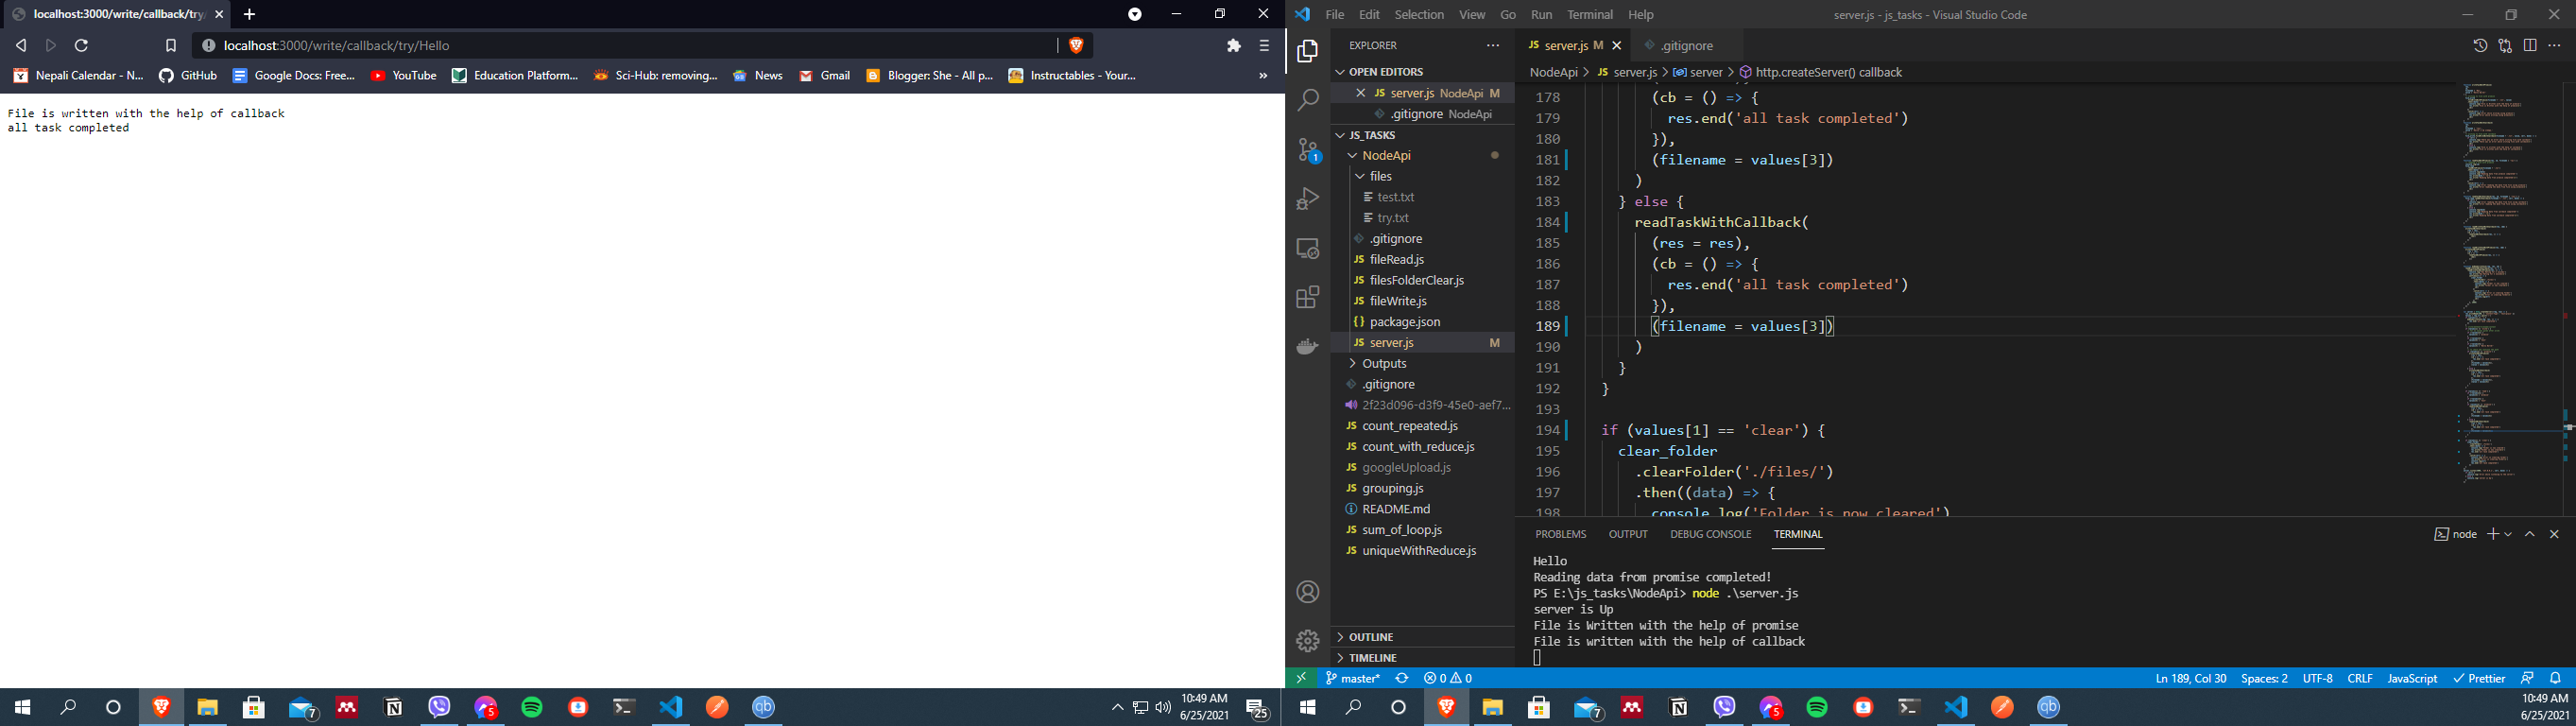 localhost:3000/write/callback/try/
localhost:3000/write/callback/try/Hello
Nepali Calendar - N...
GitHub
Google Docs: Free...
YouTube
Education Platform...
Sci-Hub: removing...
News
Gmail
Blogger: She - All p...
Instructables - Your...
»
File is written with the help of callback
all task completed
File Edit Selection View Go Run Terminal Help
server.js - js_tasks - Visual Studio Code
EXPLORER
OPEN EDITORS
JS server.js NodeApi M
.gitignore NodeApi
JS_TASKS
NodeApi
files
test.txt
try.txt
.gitignore
JS fileRead.js
JS filesFolderClear.js
JS fileWrite.js
{} package.json
JS server.js M
Outputs
.gitignore
2f23d096-d3f9-45e0-aef7...
JS count_repeated.js
JS count_with_reduce.js
JS googleUpload.js
JS grouping.js
README.md
JS sum_of_loop.js
JS uniqueWithReduce.js
OUTLINE
TIMELINE
1
JS server.js M
.gitignore
NodeApi > JS server.js > server > http.createServer() callback
178 (cb = () => {
179 res.end('all task completed')
180 }),
181 (filename = values[3])
182 )
183 } else {
184 readTaskWithCallback(
185 (res = res),
186 (cb = () => {
187 res.end('all task completed')
188 }),
189 (filename = values[3])
190 )
191 }
192 }
193
194 if (values[1] == 'clear') {
195 clear_folder
196 .clearFolder('./files/')
197 .then((data) => {
198 console.log('Folder is now cleared')
PROBLEMS OUTPUT DEBUG CONSOLE TERMINAL
node
Hello
Reading data from promise completed!
PS E:\js_tasks\NodeApi> node .\server.js
server is Up
File is Written with the help of promise
File is written with the help of callback
master* 0 0
Ln 189, Col 30 Spaces: 2 UTF-8 CRLF JavaScript Prettier
7
5
qb
10:49 AM
6/25/2021
25
7
5
qb
10:49 AM
6/25/2021